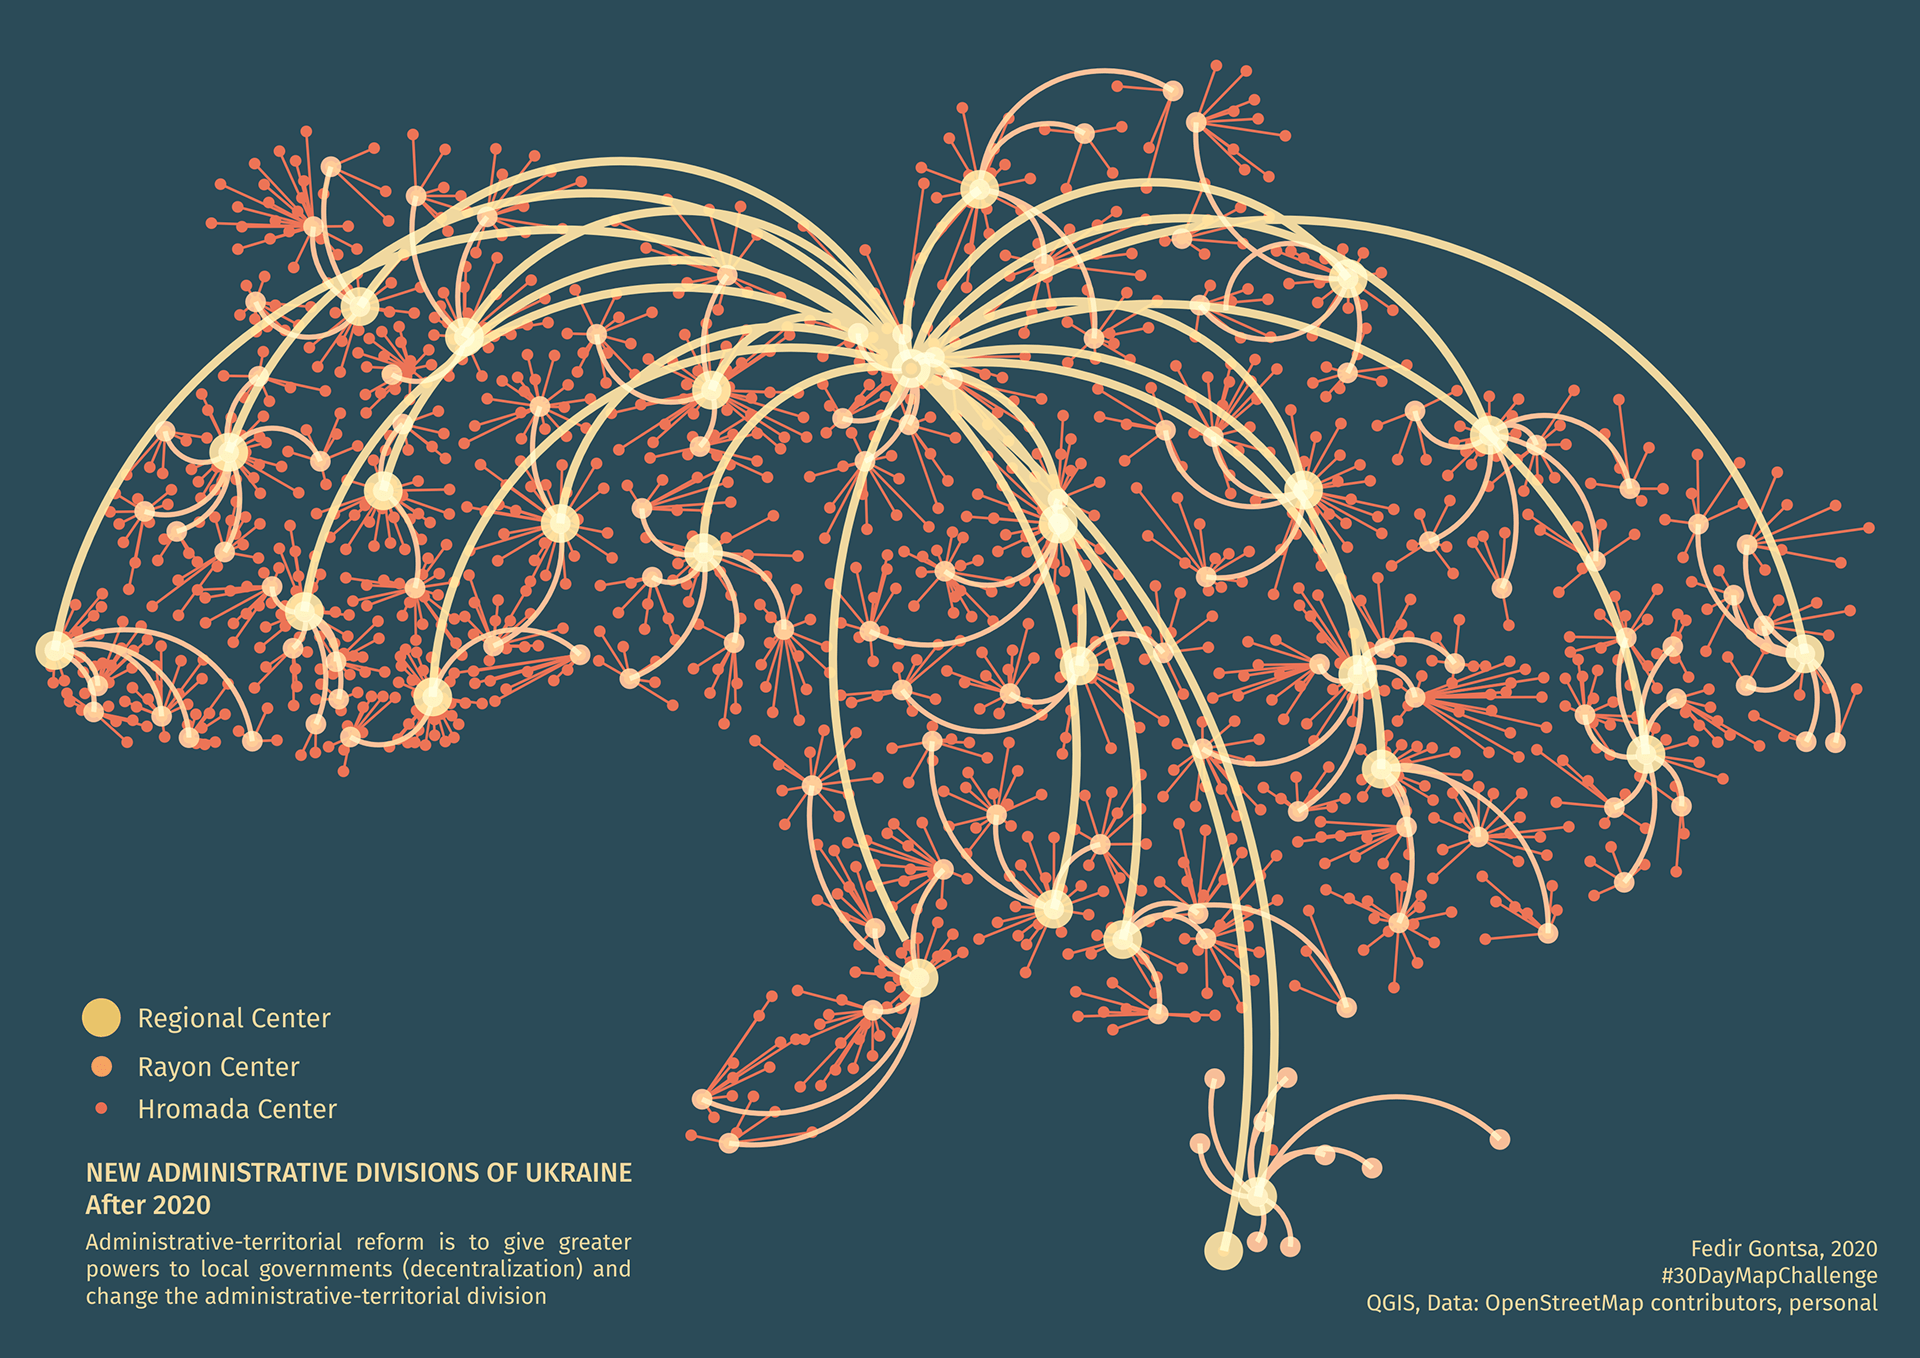 Regional Center
Rayon Center
Hromada Center
NEW ADMINISTRATIVE DIVISIONS OF UKRAINE
After 2020
Administrative-territorial reform is to give greater
powers to local governments (decentralization) and
change the administrative-territorial division
Fedir Gontsa, 2020
#30DayMapChallenge
QGIS, Data: OpenStreetMap contributors, personal